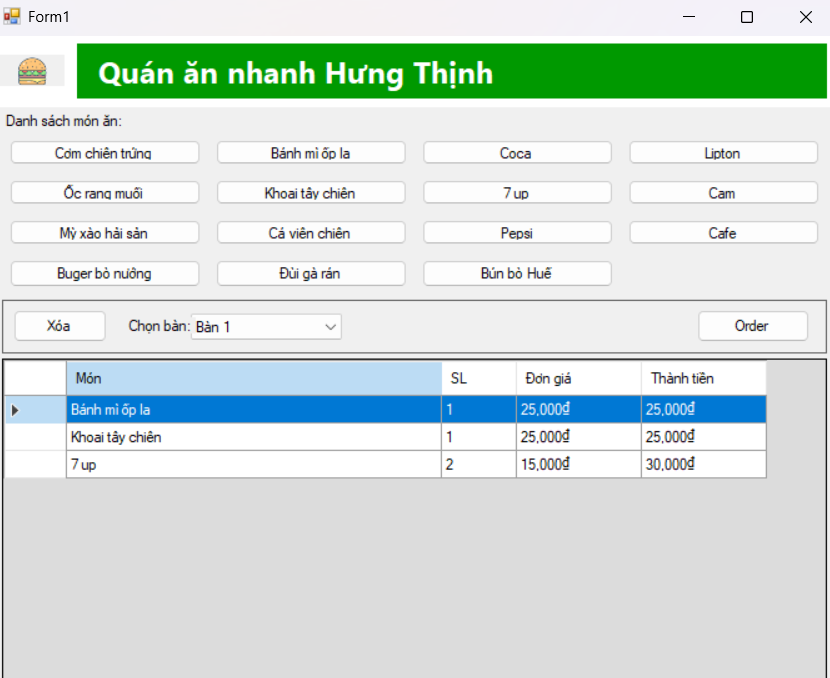 Form1
Quán ăn nhanh Hưng Thịnh
Danh sách món ăn:
Cơm chiên trứng Bánh mì ốp la Coca Lipton
Ốc rang muối Khoai tây chiên 7 up Cam
Mỳ xào hải sản Cá viên chiên Pepsi Cafe
Buger bò nướng Đùi gà rán Bún bò Huế
Xóa Chọn bàn: Bàn 1 Order
Món SL Đơn giá Thành tiền
Bánh mì ốp la 1 25,000₫ 25,000₫
Khoai tây chiên 1 25,000₫ 25,000₫
7 up 2 15,000₫ 30,000₫